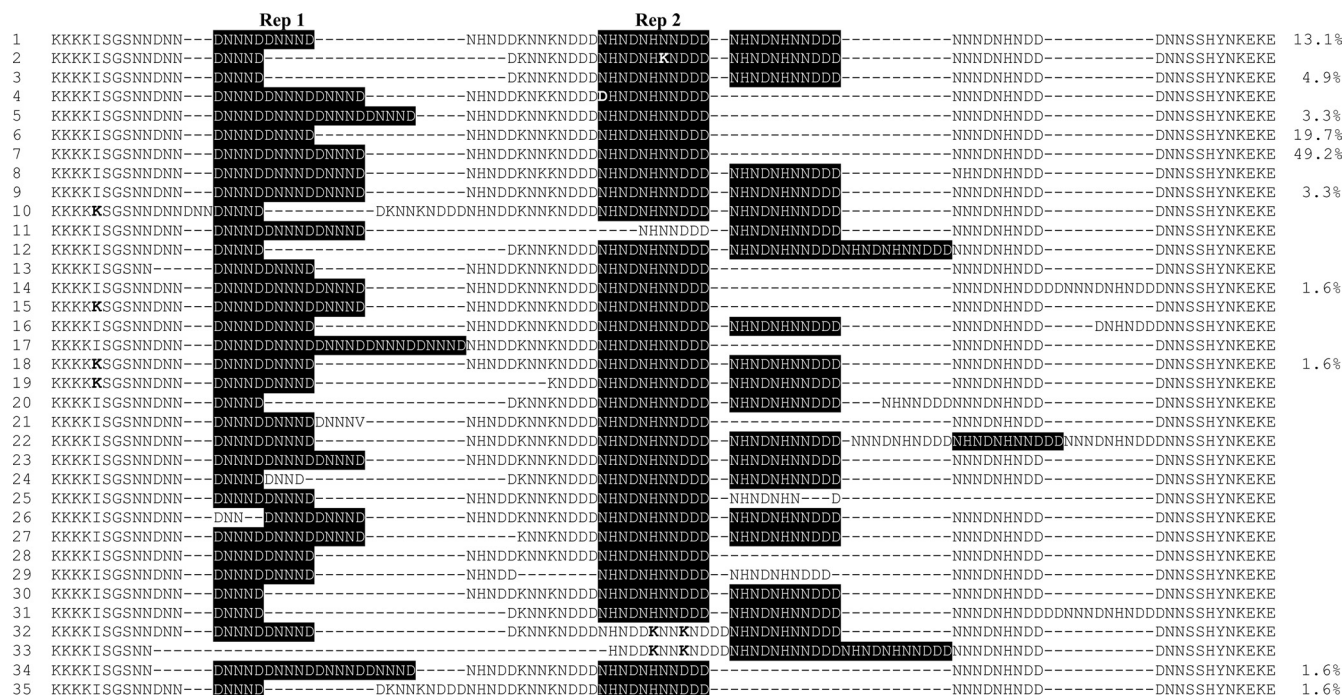 Rep 1 Rep 2
1 KKKKISGSNNDNN---DNNNDDNNND---------------NHNDDKNNKNDDDNHNDNHNNDDD--NHNDNHNNDDD-----------NNNDNHNDD-----------DNNSSHYNKEKE 13.1%
2 KKKKISGSNNDNN---DNNND------------------------DKNNKNDDDNHNDNHKNDDD--NHNDNHNNDDD-----------NNNDNHNDD-----------DNNSSHYNKEKE
3 KKKKISGSNNDNN---DNNND------------------------DKNNKNDDDNHNDNHNNDDD--NHNDNHNNDDD-----------NNNDNHNDD-----------DNNSSHYNKEKE 4.9%
4 KKKKISGSNNDNN---DNNNDDNNNDDNNND----------NHNDDKNKKNDDDDHNDNHNNDDD------------------------NNNDNHNDD-----------DNNSSHYNKEKE
5 KKKKISGSNNDNN---DNNNDDNNNDDNNNDDNNND-----NHNDDKNNKNDDDNHNDNHNNDDD------------------------NNNDNHNDD-----------DNNSSHYNKEKE 3.3%
6 KKKKISGSNNDNN---DNNNDDNNND---------------NHNDDKNNKNDDDNHNDNHNNDDD------------------------NNNDNHNDD-----------DNNSSHYNKEKE 19.7%
7 KKKKISGSNNDNN---DNNNDDNNNDDNNND----------NHNDDKNNKNDDDNHNDNHNNDDD------------------------NNNDNHNDD-----------DNNSSHYNKEKE 49.2%
8 KKKKISGSNNDNN---DNNNDDNNNDDNNND----------NHNDDKNNKNDDDNHNDNHNNDDD--NHNDNHNNDDD-----------NHNDNHNDD-----------DNNSSHYNKEKE
9 KKKKISGSNNDNN---DNNNDDNNNDDNNND----------NHNDDKNNKNDDDNHNDNHNNDDD--NHNDNHNNDDD-----------NNNDNHNDD-----------DNNSSHYNKEKE 3.3%
10 KKKKKSGSNNDNNDNNDNNND-----------DKNNKNDDDNHNDDKNNKNDDDNHNDNHNNDDD--NHNDNHNNDDD-----------NNNDNHNDD-----------DNNSSHYNKEKE
11 KKKKISGSNNDNN---DNNNDDNNNDDNNND---------------------------NHNNDDD--NHNDNHNNDDD-----------NNNDNHNDD-----------DNNSSHYNKEKE
12 KKKKISGSNNDNN---DNNND------------------------DKNNKNDDDNHNDNHNNDDD--NHNDNHNNDDDNHNDNHNNDDDNNNDNHNDD-----------DNNSSHYNKEKE
13 KKKKISGSNN------DNNNDDNNND---------------NHNDDKNNKNDDDNHNDNHNNDDD------------------------NNNDNHNDD-----------DNNSSHYNKEKE
14 KKKKISGSNNDNN---DNNNDDNNNDDNNND----------NHNDDKNNKNDDDNHNDNHNNDDD------------------------NNNDNHNDDDDNNNDNHNDDDNNSSHYNKEKE 1.6%
15 KKKKKSGSNNDNN---DNNNDDNNNDDNNND----------NHNDDKNNKNDDDNHNDNHNNDDD------------------------NNNDNHNDD-----------DNNSSHYNKEKE
16 KKKKISGSNNDNN---DNNNDDNNND---------------NHNDDKNNKNDDDNHNDNHNNDDD--NHNDNHNNDDD-----------NNNDNHNDD-----DNHNDDDNNSSHYNKEKE
17 KKKKISGSNNDNN---DNNNDDNNNDDNNNDDNNNDDNNNDNHNDDKNNKNDDDNHNDNHNNDDD------------------------NNNDNHNDD-----------DNNSSHYNKEKE
18 KKKKKSGSNNDNN---DNNNDDNNND---------------NHNDDKNNKNDDDNHNDNHNNDDD--NHNDNHNNDDD-----------NNNDNHNDD-----------DNNSSHYNKEKE 1.6%
19 KKKKKSGSNNDNN---DNNNDDNNND-----------------------KNDDDNHNDNHNNDDD--NHNDNHNNDDD-----------NNNDNHNDD-----------DNNSSHYNKEKE
20 KKKKISGSNNDNN---DNNND------------------------DKNNKNDDDNHNDNHNNDDD--NHNDNHNNDDD----NHNNDDDNNNDNHNDD-----------DNNSSHYNKEKE
21 KKKKISGSNNDNN---DNNNDDNNNDDNNNV----------NHNDDKNNKNDDDNHNDNHNNDDD------------------------NNNDNHNDD-----------DNNSSHYNKEKE
22 KKKKISGSNNDNN---DNNNDDNNND---------------NHNDDKNNKNDDDNHNDNHNNDDD--NHNDNHNNDDD-NNNDNHNDDDNHNDNHNNDDDNNNDNHNDDDNNSSHYNKEKE
23 KKKKISGSNNDNN---DNNNDDNNNDDNNND----------NHNDDKNNKNDDDNHNDNHNNDDD--NHNDNHNNDDD-----------NNNDNHNDD-----------DNNSSHYNKEKE
24 KKKKISGSNNDNN---DNNNDDNND--------------------DKNNKNDDDNHNDNHNNDDD--NHNDNHNNDDD-----------NNNDNHNDD-----------DNNSSHYNKEKE
25 KKKKISGSNNDNN---DNNNDDNNND---------------NHNDDKNNKNDDDNHNDNHNNDDD--NHNDNHN---D-----------NNNDNHNDD-----------DNNSSHYNKEKE
26 KKKKISGSNNDNN---DNN--DNNNDDNNND----------NHNDDKNNKNDDDNHNDNHNNDDD--NHNDNHNNDDD-----------NNNDNHNDD-----------DNNSSHYNKEKE
27 KKKKISGSNNDNN---DNNNDDNNNDDNNND---------------KNNKNDDDNHNDNHNNDDD--NHNDNHNNDDD-----------NNNDNHNDD-----------DNNSSHYNKEKE
28 KKKKISGSNNDNN---DNNNDDNNND---------------NHNDDKNNKNDDDNHNDNHNNDDD------------------------NNNDNHNDD-----------DNNSSHYNKEKE
29 KKKKISGSNNDNN---DNNNDDNNND---------------NHNDD--------NHNDNHNNDDD--NHNDNHNDDD------------NNNDNHNDD-----------DNNSSHYNKEKE
30 KKKKISGSNNDNN---DNNND------------------------DKNNKNDDDNHNDNHNNDDD--NHNDNHNNDDD-----------NNNDNHNDD-----------DNNSSHYNKEKE
31 KKKKISGSNNDNN---DNNND------------------------DKNNKNDDDNHNDNHNNDDD--NHNDNHNNDDD-----------NNNDNHNDDDDNNNDNHNDDDNNSSHYNKEKE
32 KKKKISGSNNDNN---DNNNDDNNND-------------------DKNNKNDDDNHNDDKNNKNDDDNHNDNHNNDDD-----------NNNDNHNDD-----------DNNSSHYNKEKE
33 KKKKISGSNN---------------------------------------------HNDDKNNKNDDDNHNDNHNNDDDNHNDNHNNDDDNNNDNHNDD-----------DNNSSHYNKEKE
34 KKKKISGSNNDNN---DNNNDDNNNDDNNNDDNNND-----NHNDDKNNKNDDDNHNDNHNNDDD------------------------NNNDNHNDD-----------DNNSSHYNKEKE 1.6%
35 KKKKISGSNNDNN---DNNND-----------DKNNKNDDDNHNDDKNNKNDDDNHNDNHNNDDD------------------------NNNDNHNDD-----------DNNSSHYNKEKE 1.6%